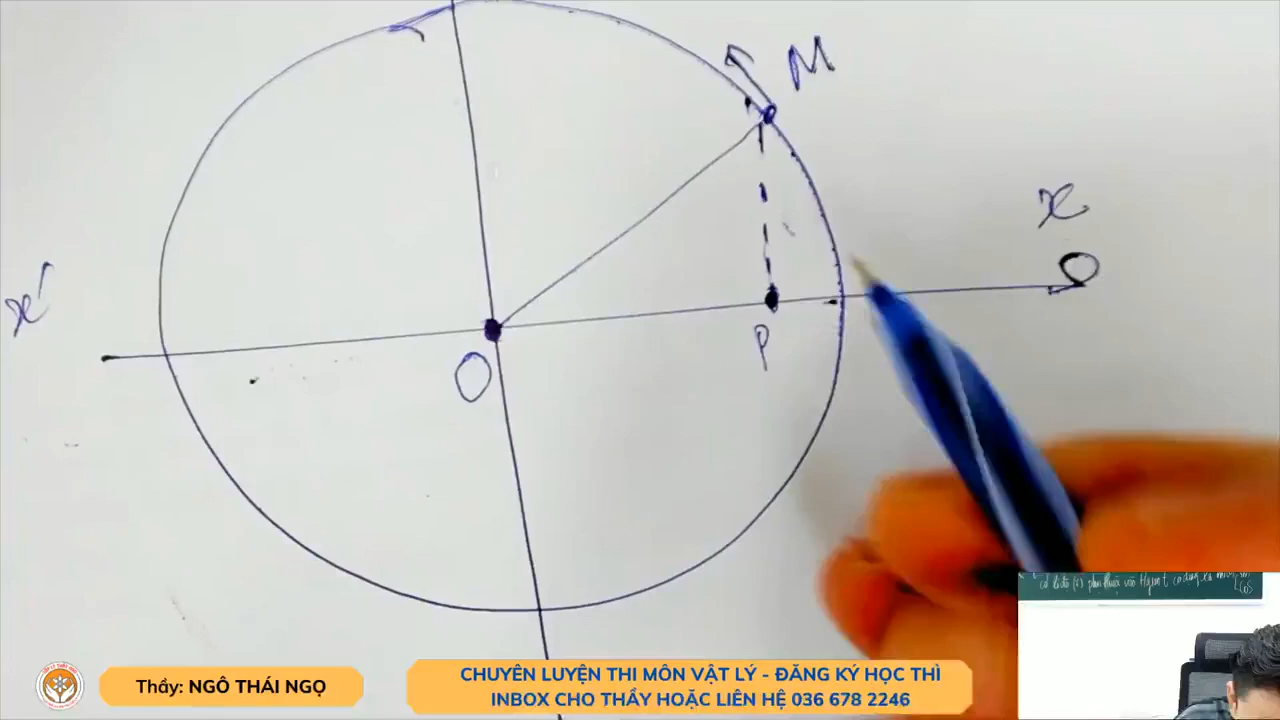 M
x
x'
O
P
Thầy: NGÔ THÁI NGỌ
CHUYÊN LUYỆN THI MÔN VẬT LÝ - ĐĂNG KÝ HỌC THÌ
INBOX CHO THẦY HOẶC LIÊN HỆ 036 678 2246